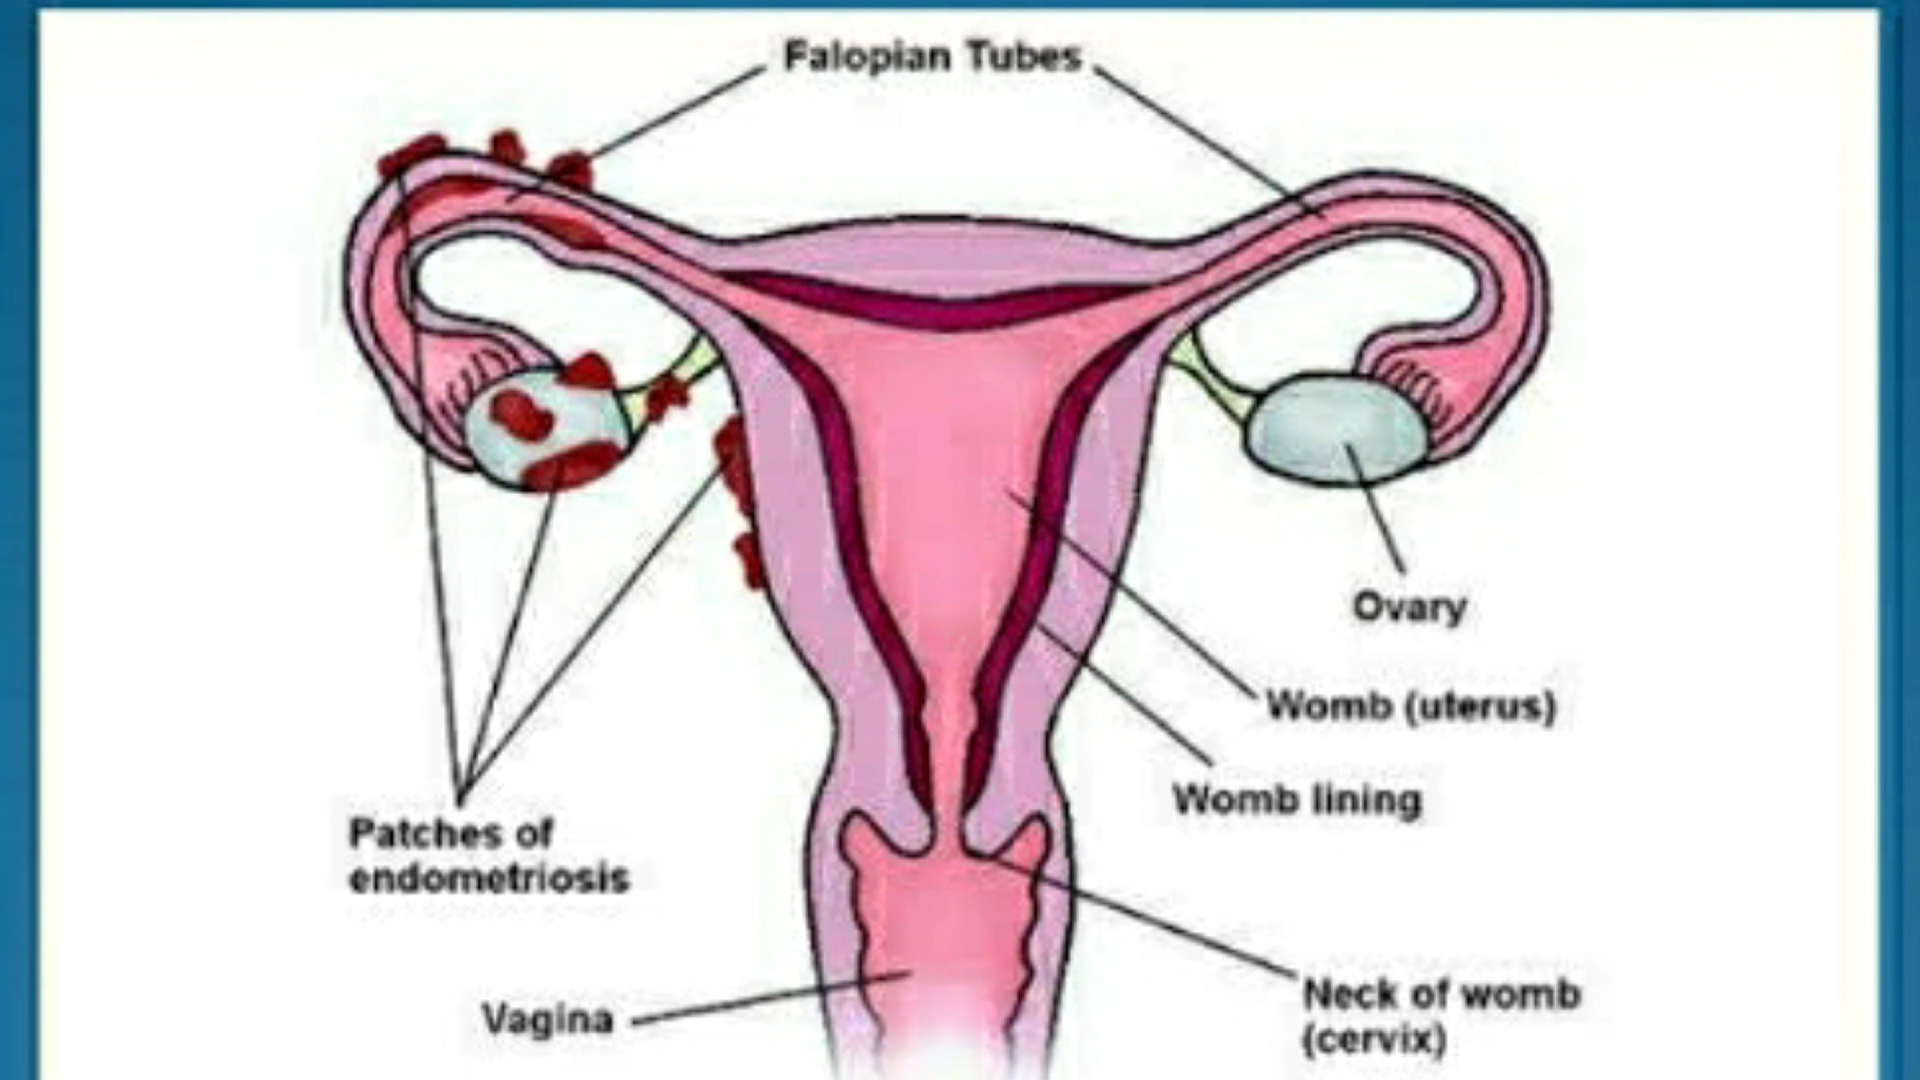 Falopian Tubes
Ovary
Womb (uterus)
Womb lining
Patches of
endometriosis
Neck of womb
(cervix)
Vagina